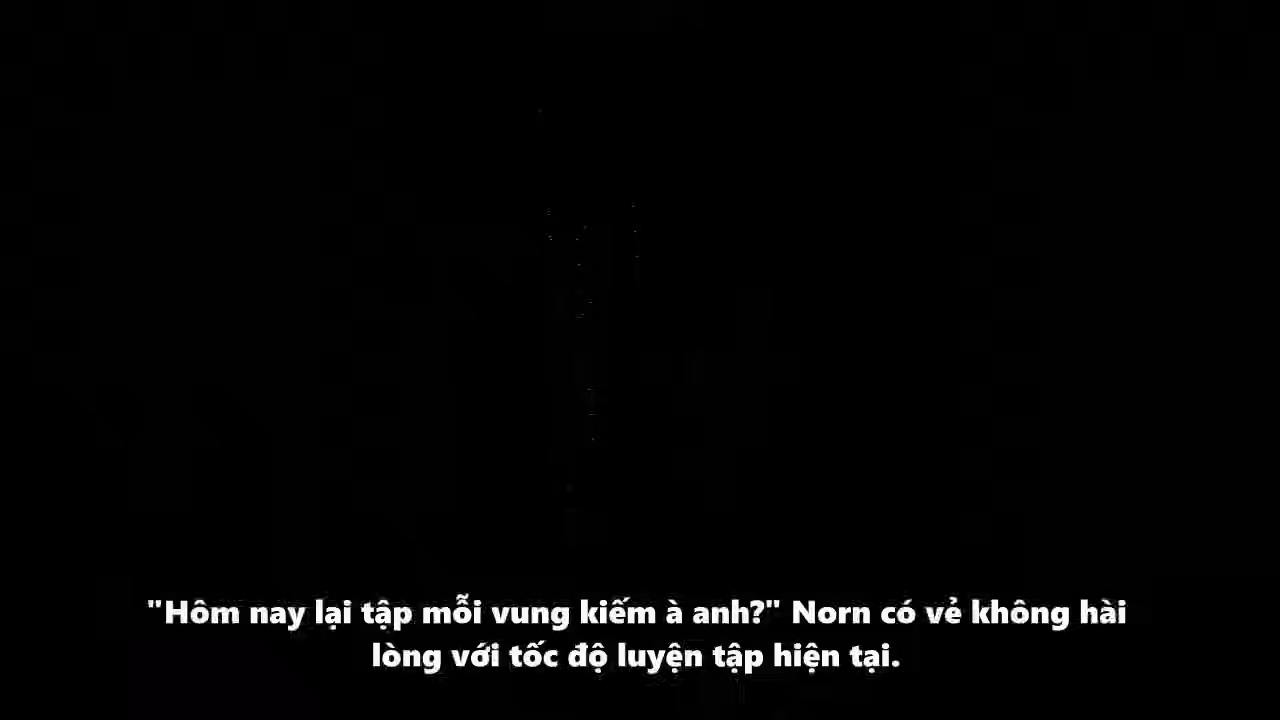 "Hôm nay lại tập mỗi vung kiếm à anh?" Norn có vẻ không hài
lòng với tốc độ luyện tập hiện tại.